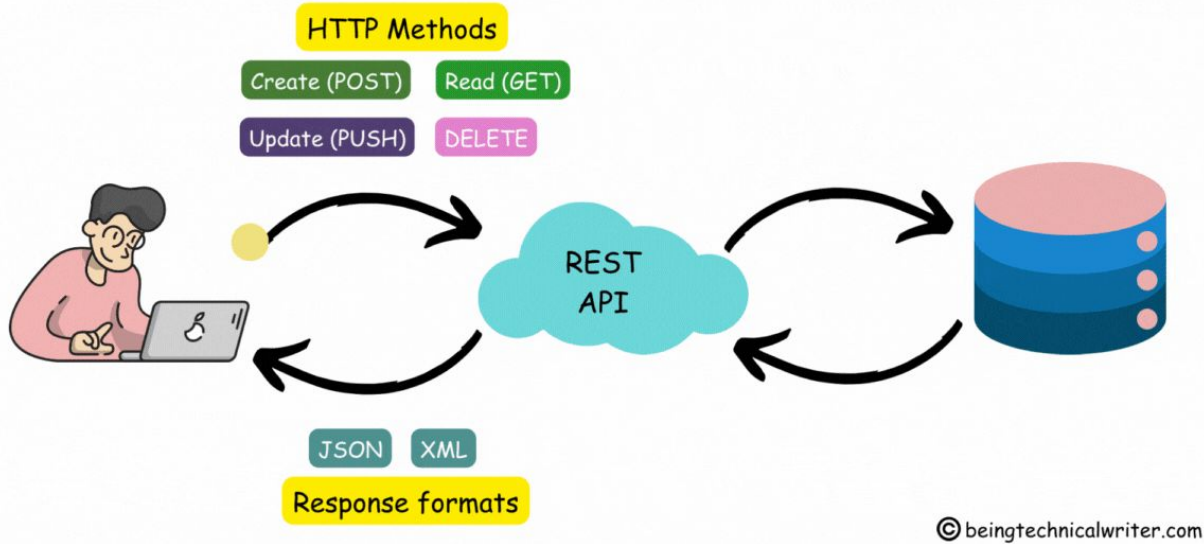 HTTP Methods
Create (POST) Read (GET)
Update (PUSH) DELETE
REST
API
JSON XML
Response formats
© beingtechnicalwriter.com